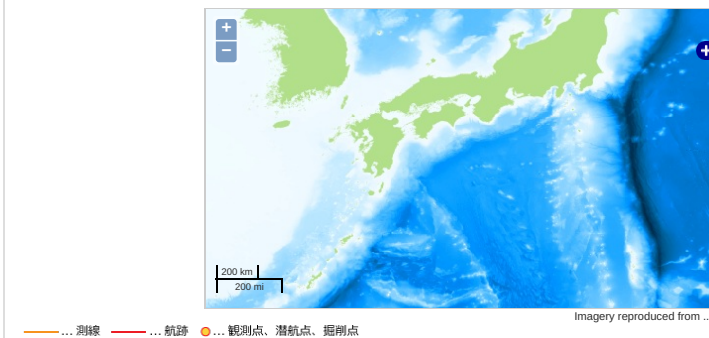 +
−
+
200 km
200 mi
Imagery reproduced from ...
... 測線 ... 航跡 ... 観測点、潜航点、掘削点